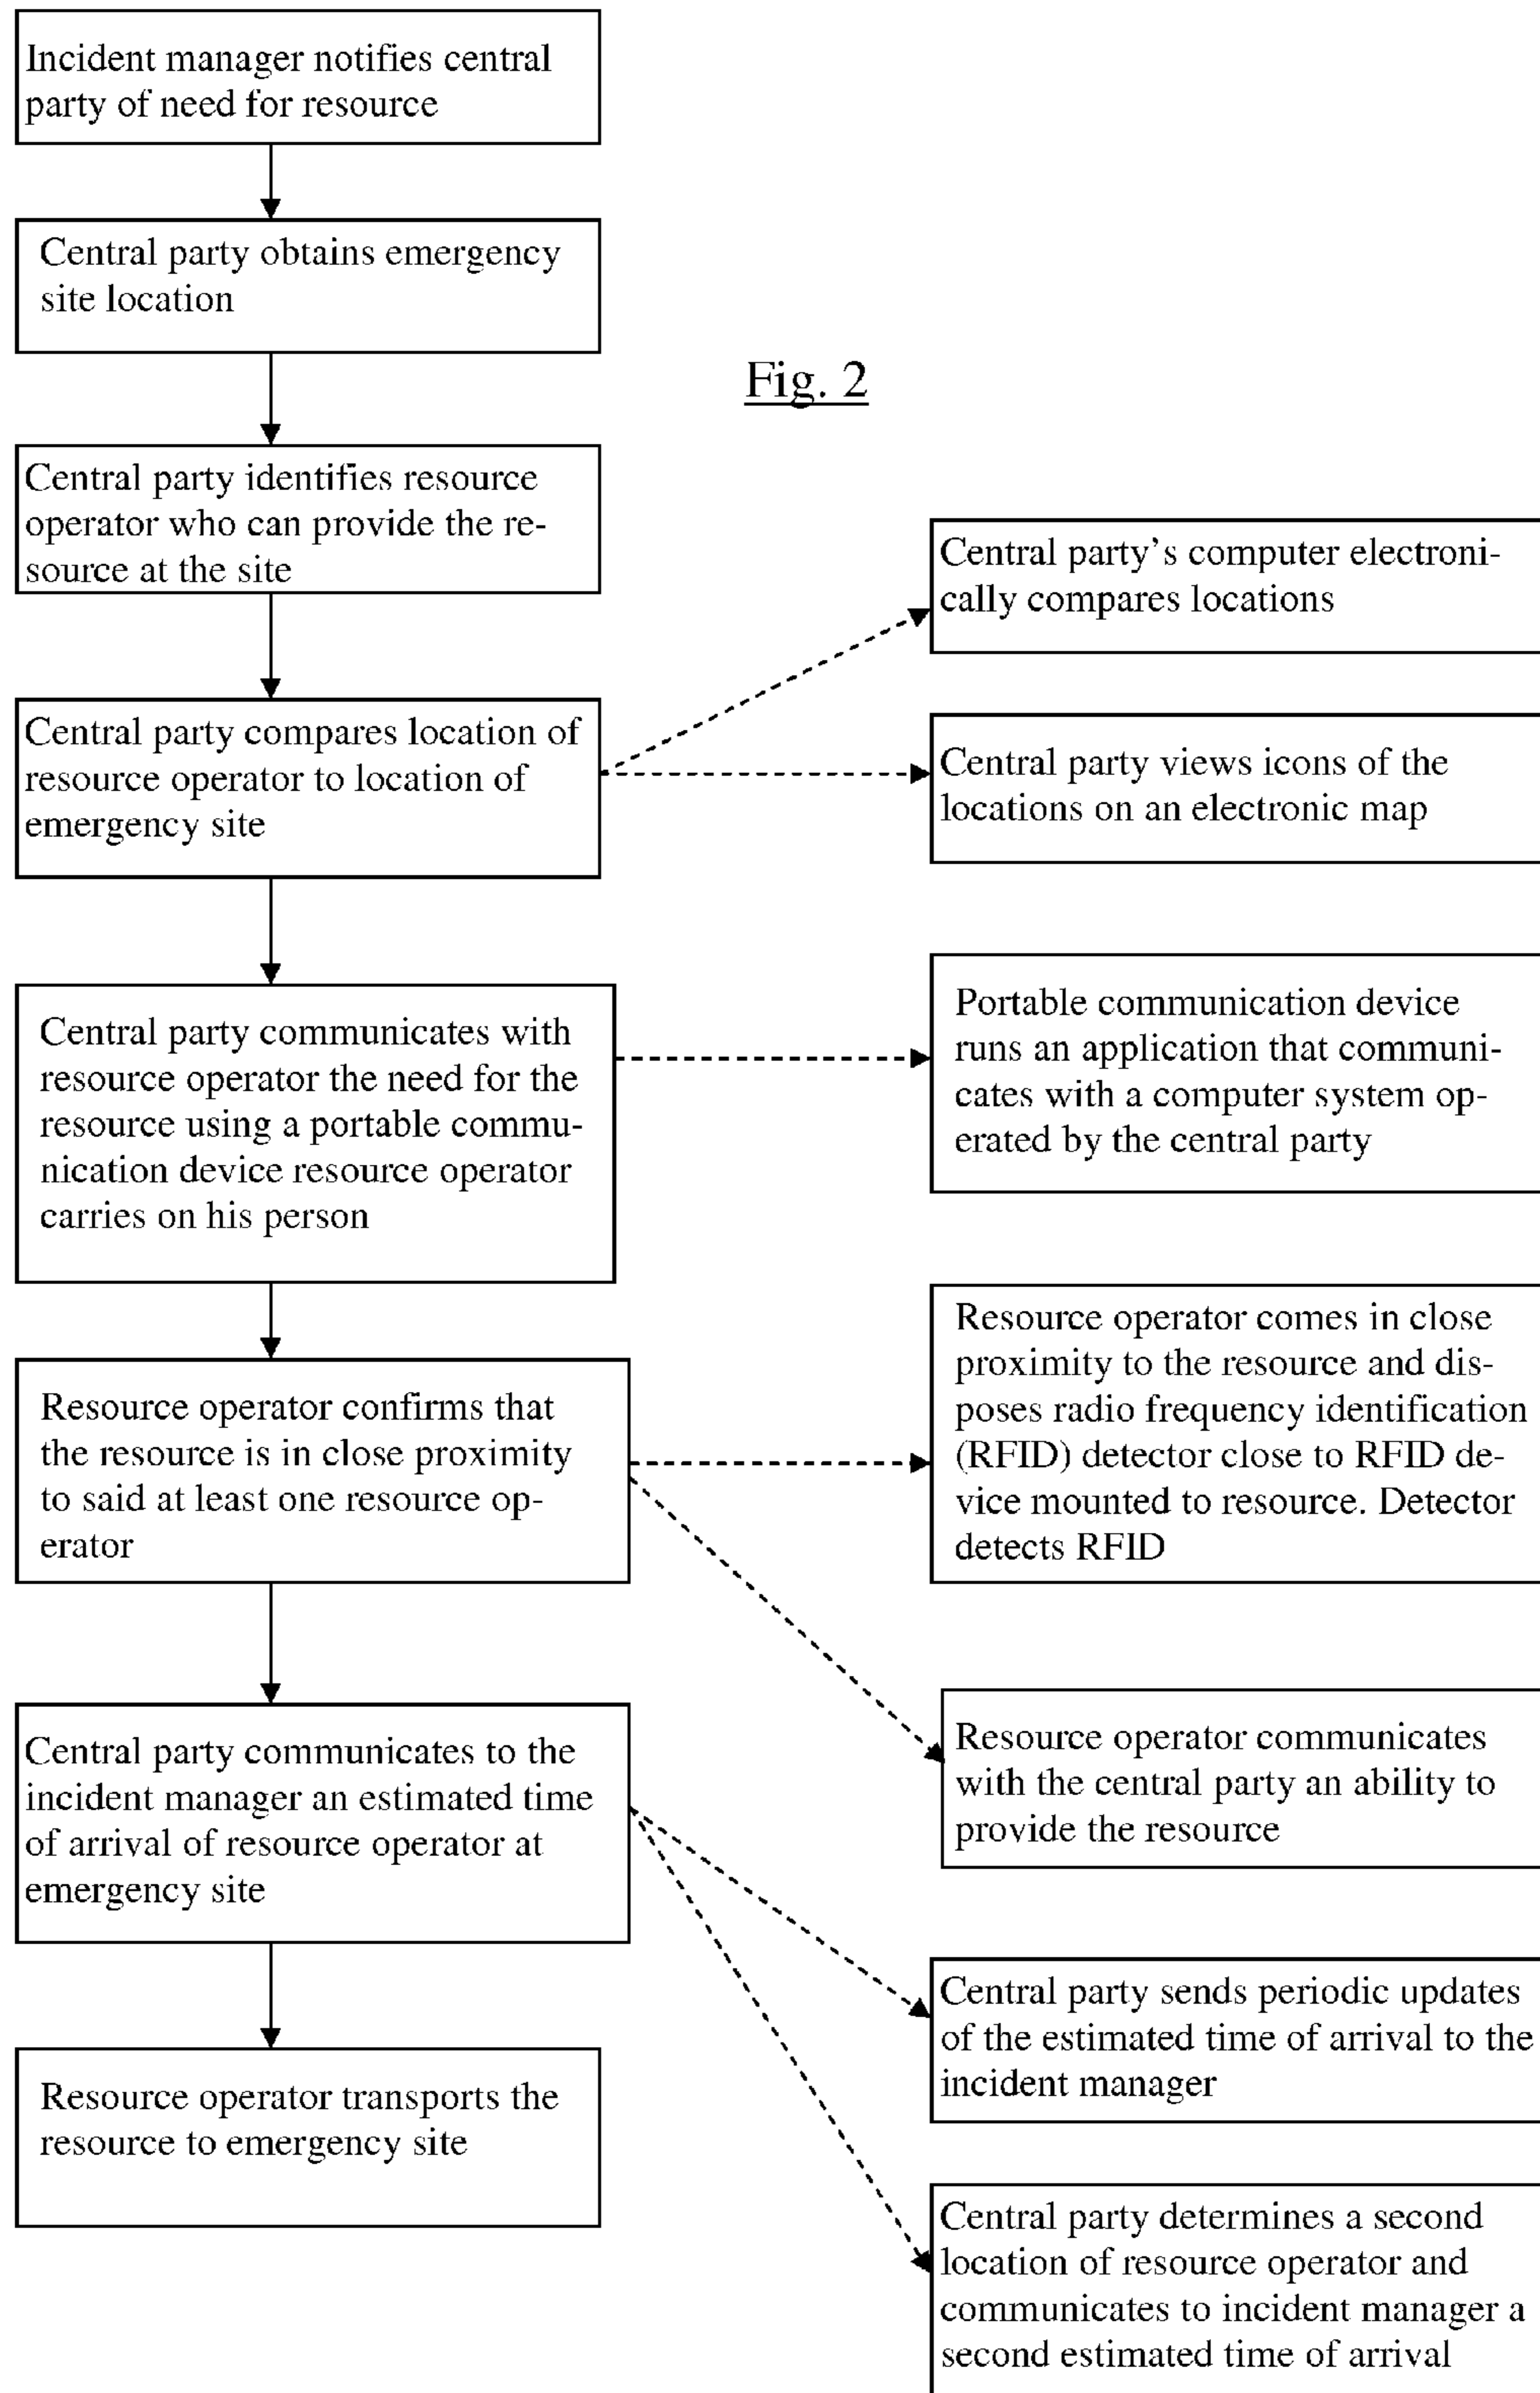 Incident manager notifies central
party of need for resource
Central party obtains emergency
site location
Fig. 2
Central party identifies resource
operator who can provide the re-
source at the site
Central party's computer electroni-
cally compares locations
Central party compares location of
resource operator to location of
emergency site
Central party views icons of the
locations on an electronic map
Central party communicates with
resource operator the need for the
resource using a portable commu-
nication device resource operator
carries on his person
Portable communication device
runs an application that communi-
cates with a computer system op-
erated by the central party
Resource operator confirms that
the resource is in close proximity
to said at least one resource op-
erator
Resource operator comes in close
proximity to the resource and dis-
poses radio frequency identification
(RFID) detector close to RFID de-
vice mounted to resource. Detector
detects RFID
Resource operator communicates
with the central party an ability to
provide the resource
Central party communicates to the
incident manager an estimated time
of arrival of resource operator at
emergency site
Central party sends periodic updates
of the estimated time of arrival to the
incident manager
Resource operator transports the
resource to emergency site
Central party determines a second
location of resource operator and
communicates to incident manager a
second estimated time of arrival